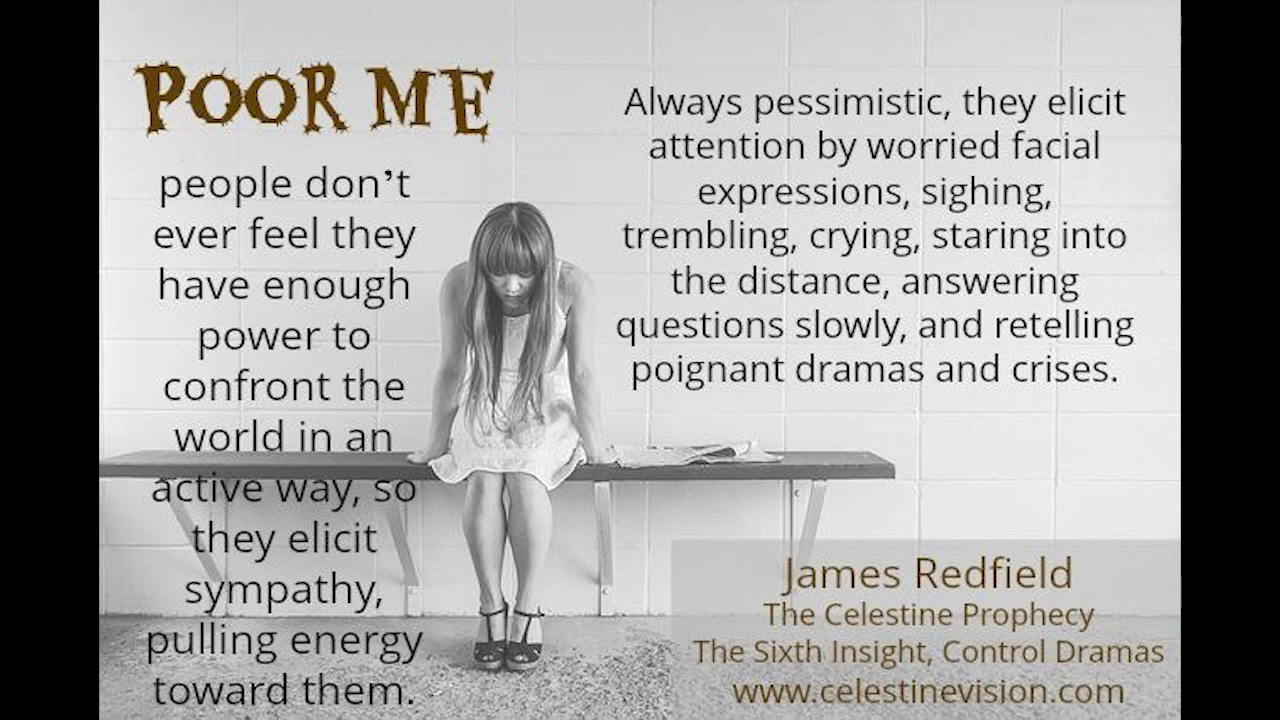 POOR ME
people don't
ever feel they
have enough
power to
confront the
world in an
active way, so
they elicit
sympathy,
pulling energy
toward them.
Always pessimistic, they elicit
attention by worried facial
expressions, sighing,
trembling, crying, staring into
the distance, answering
questions slowly, and retelling
poignant dramas and crises.
James Redfield
The Celestine Prophecy
The Sixth Insight, Control Dramas
www.celestinevision.com